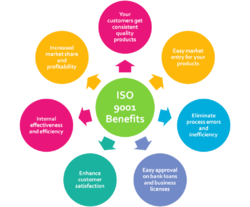 Your
customers get
consistent
quality
products
Easy market
entry for your
products
Eliminate
process errors
and
inefficiency
Easy approval
on bank loans
and business
licenses
Enhance
customer
satisfaction
Internal
effectiveness
and efficiency
Increased
market share
and
profitability
ISO
9001
Benefits